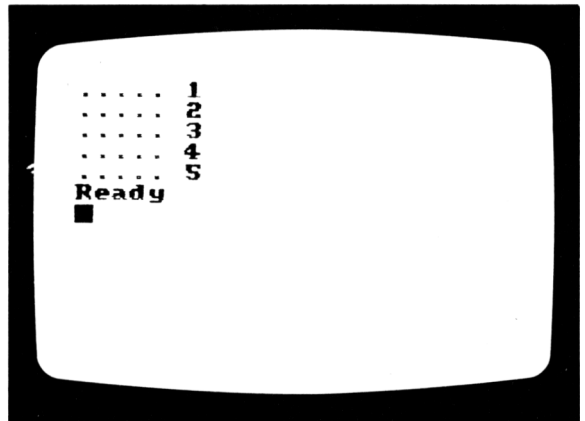 . . . . . 1
. . . . . 2
. . . . . 3
. . . . . 4
. . . . . 5
Ready